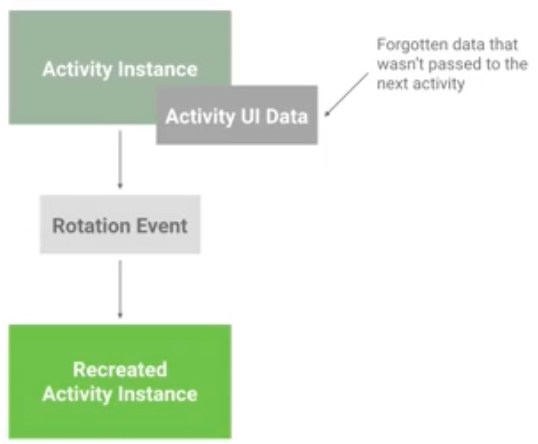 Forgotten data that
wasn't passed to the
next activity
Activity Instance
Activity UI Data
Rotation Event
Recreated
Activity Instance